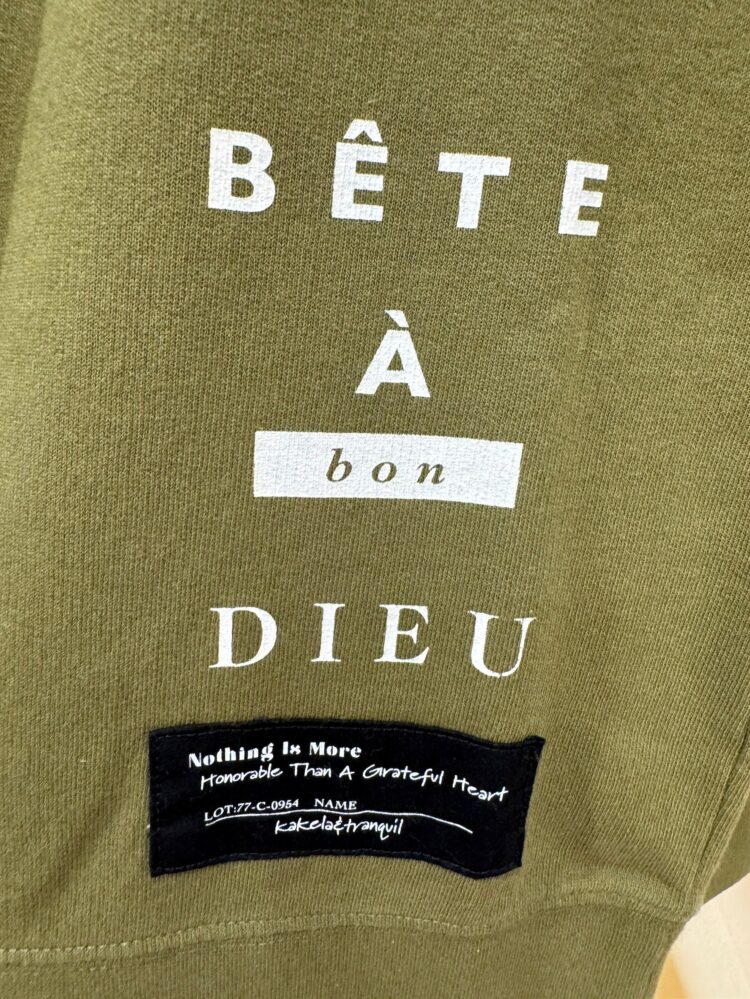 BÊTE
À
bon
DIEU
Nothing Is More
Honorable Than A Grateful Heart
LOT:77-C-0954 NAME
kakela&tranquil